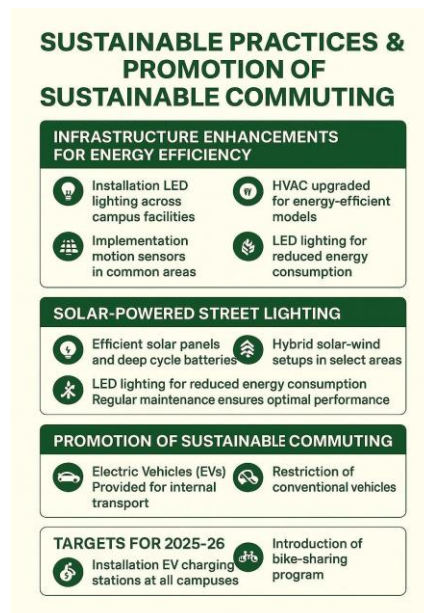 SUSTAINABLE PRACTICES &
PROMOTION OF
SUSTAINABLE COMMUTING
INFRASTRUCTURE ENHANCEMENTS
FOR ENERGY EFFICIENCY
Installation LED
lighting across
campus facilities
HVAC upgraded
for energy-efficient
models
Implementation
motion sensors
in common areas
LED lighting for
reduced energy
consumption
SOLAR-POWERED STREET LIGHTING
Efficient solar panels
and deep cycle batteries
Hybrid solar-wind
setups in select areas
LED lighting for reduced energy consumption
Regular maintenance ensures optimal performance
PROMOTION OF SUSTAINABLE COMMUTING
Electric Vehicles (EVs)
Provided for internal
transport
Restriction of
conventional vehicles
TARGETS FOR 2025-26
Installation EV charging
stations at all campuses
Introduction of
bike-sharing
program